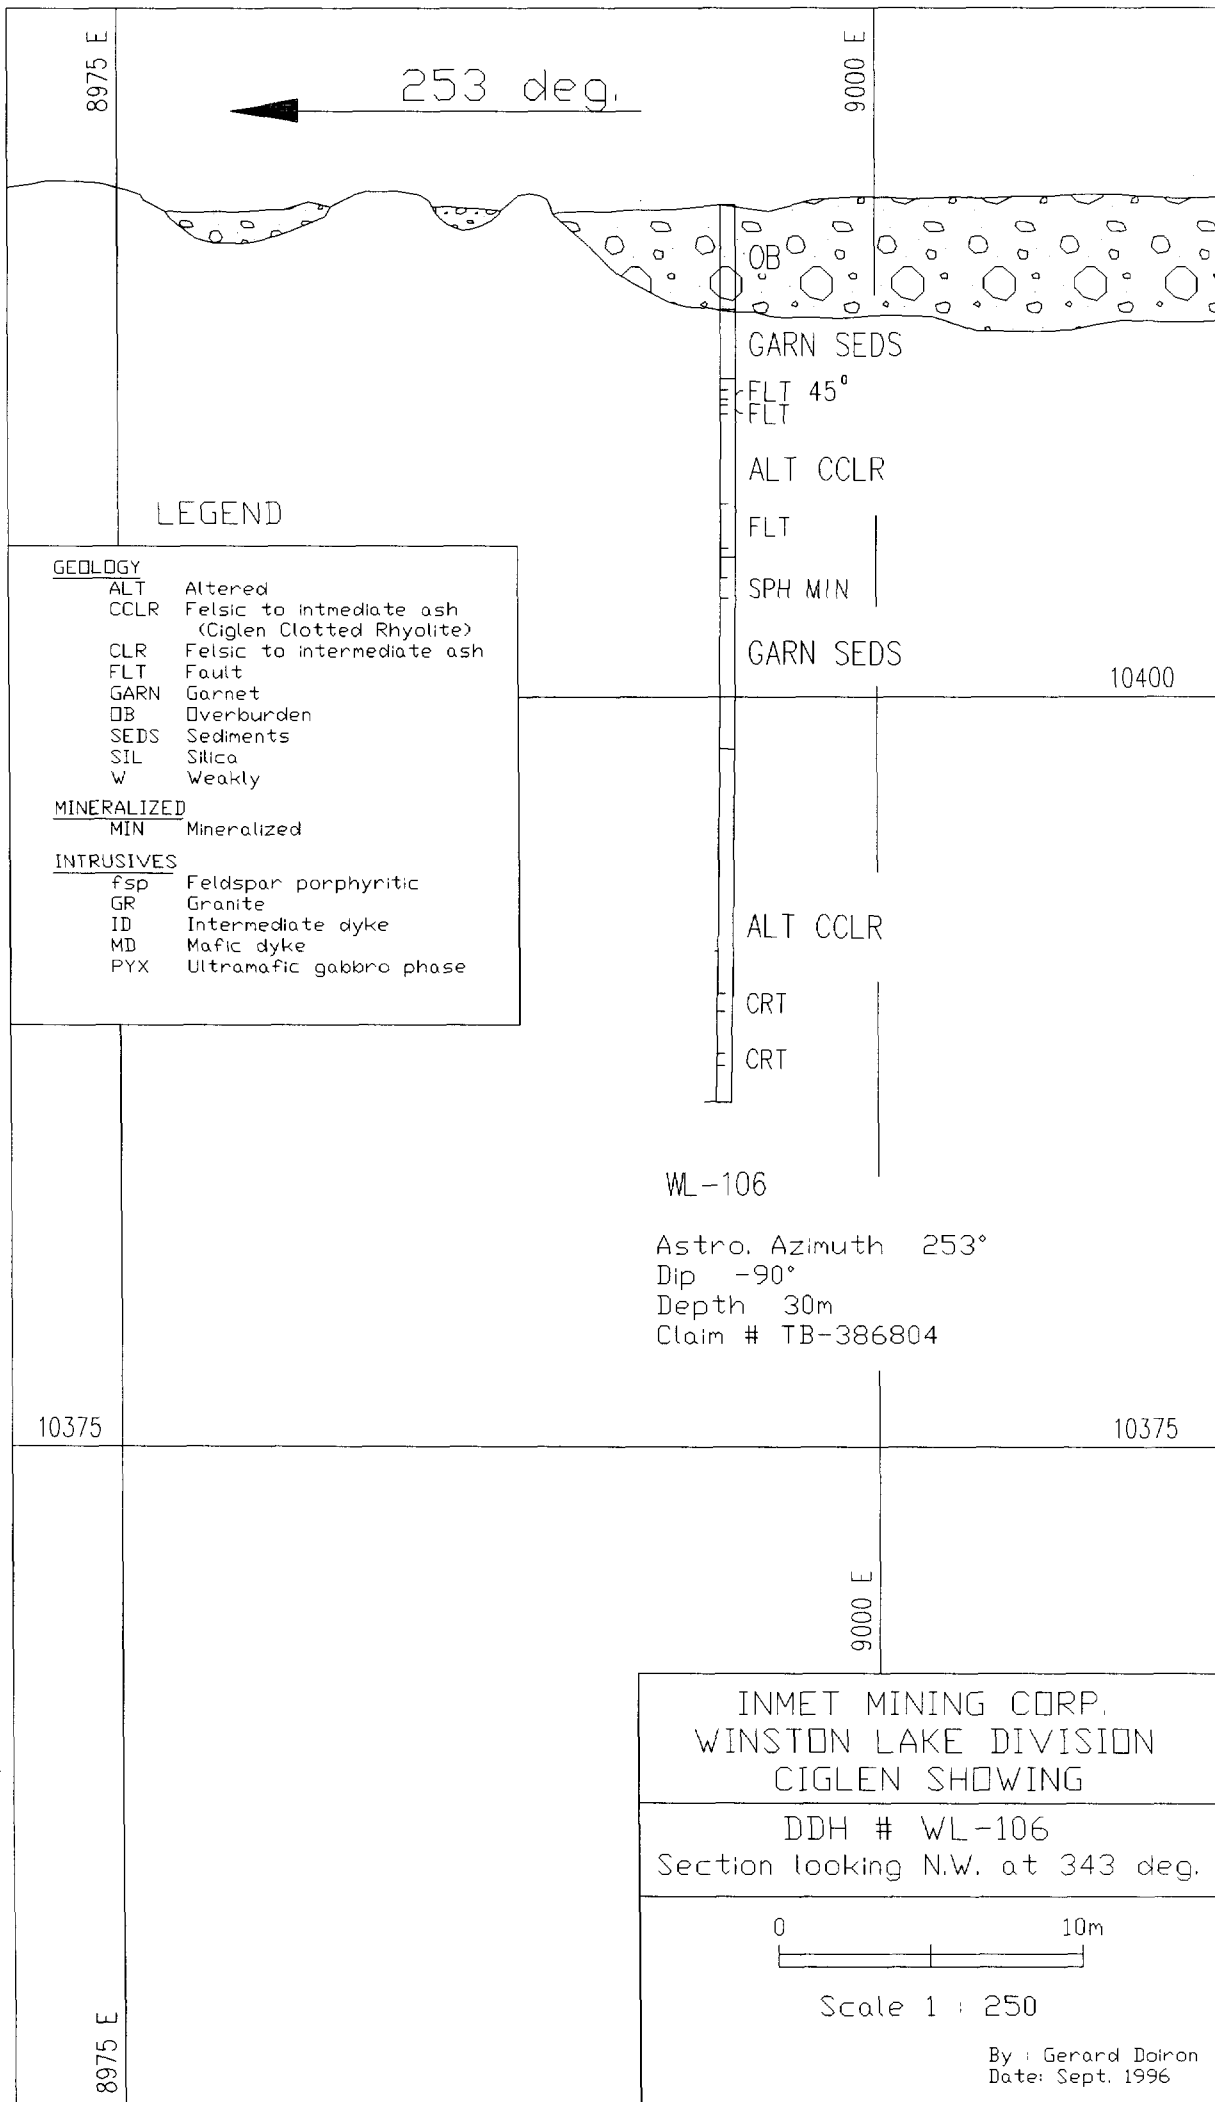 8975 E
9000 E
253 deg.
OB
GARN SEDS
FLT 45°
FLT
ALT CCLR
FLT
SPH MIN
GARN SEDS
10400
ALT CCLR
CRT
CRT
LEGEND
GEOLOGY
ALT Altered
CCLR Felsic to intmediate ash
(Ciglen Clotted Rhyolite)
CLR Felsic to intermediate ash
FLT Fault
GARN Garnet
OB Overburden
SEDS Sediments
SIL Silica
W Weakly
MINERALIZED
MIN Mineralized
INTRUSIVES
fsp Feldspar porphyritic
GR Granite
ID Intermediate dyke
MD Mafic dyke
PYX Ultramafic gabbro phase
WL-106
Astro. Azimuth 253°
Dip -90°
Depth 30m
Claim # TB-386804
10375
10375
9000 E
8975 E
INMET MINING CORP.
WINSTON LAKE DIVISION
CIGLEN SHOWING
DDH # WL-106
Section looking N.W. at 343 deg.
0 10m
Scale 1 : 250
By : Gerard Doiron
Date: Sept. 1996